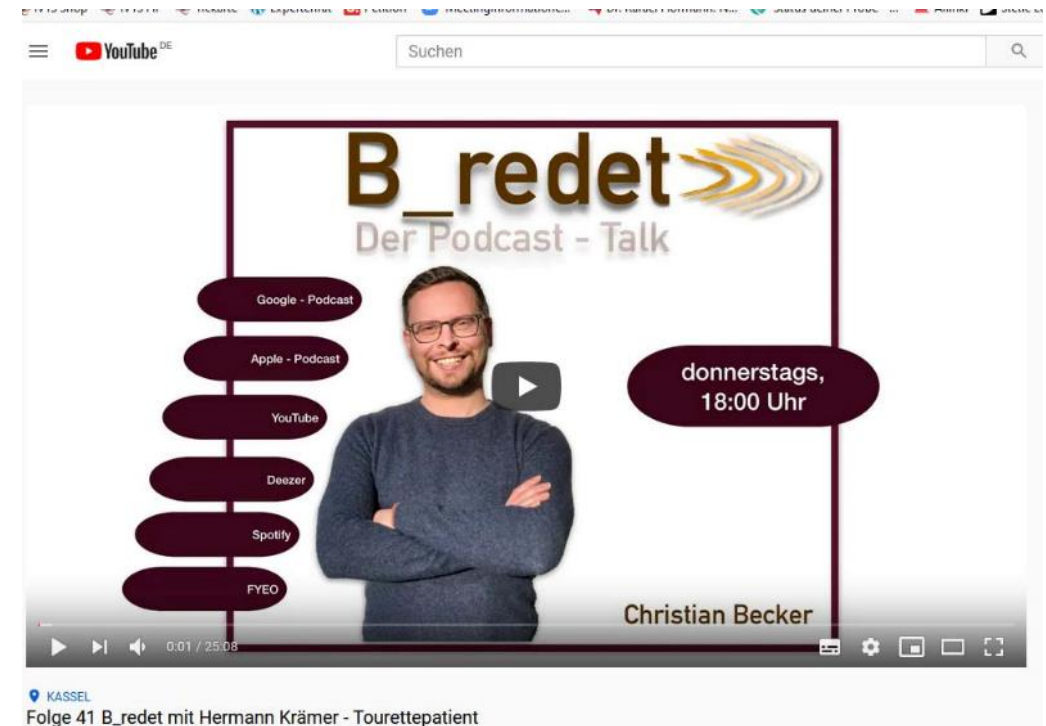 YouTube DE
Suchen
B_redet
Der Podcast - Talk
Google - Podcast
Apple - Podcast
YouTube
Deezer
Spotify
FYEO
donnerstags,
18:00 Uhr
Christian Becker
0:01 / 25:08
KASSEL
Folge 41 B_redet mit Hermann Krämer - Tourettepatient